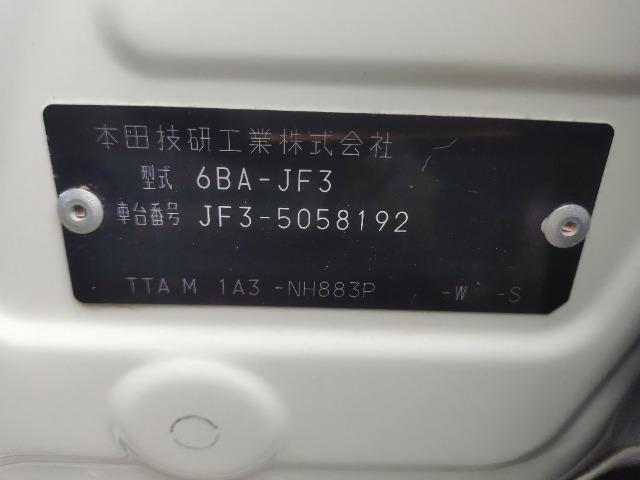 本田技研工業株式会社
型式 6BA-JF3
車台番号 JF3-5058192
TTA M 1A3 -NH883P -W -S